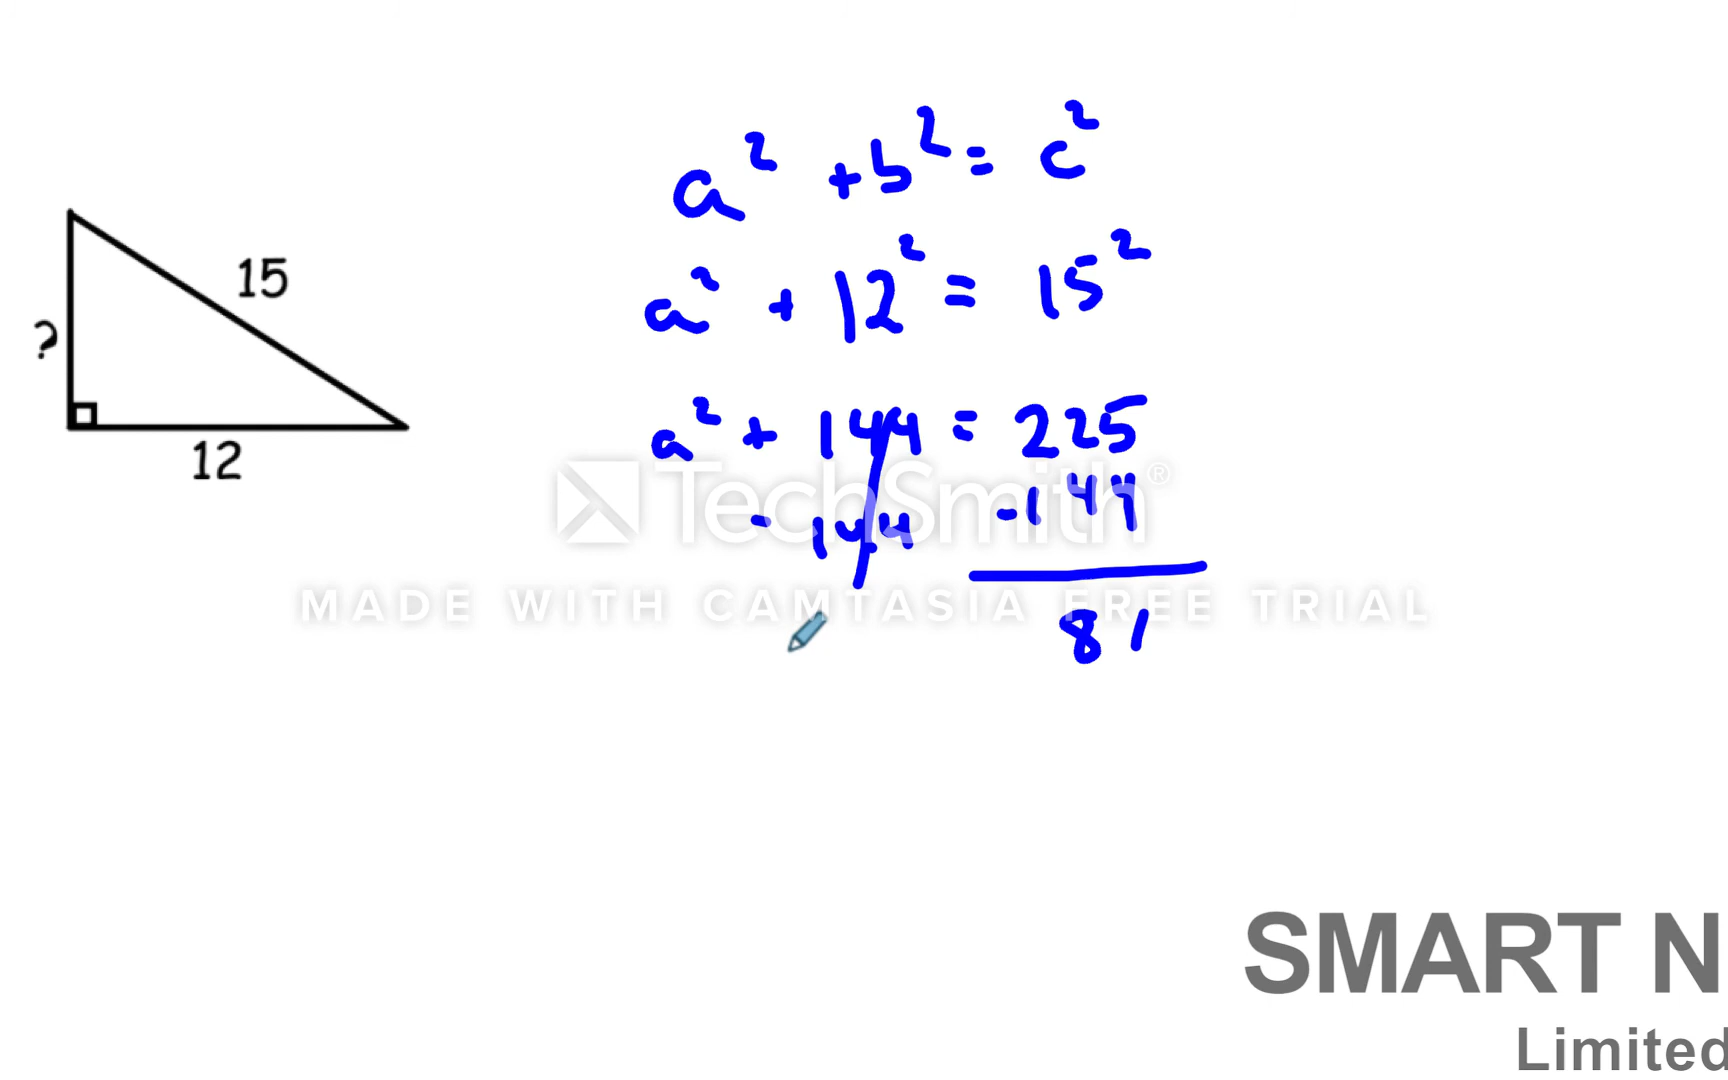 a² + b² = c²
a² + 12² = 15²
15
?
12
a² + 144 = 225
- 144 -144
TechSmith®
MADE WITH CAMTASIA FREE TRIAL
81
SMART N
Limited